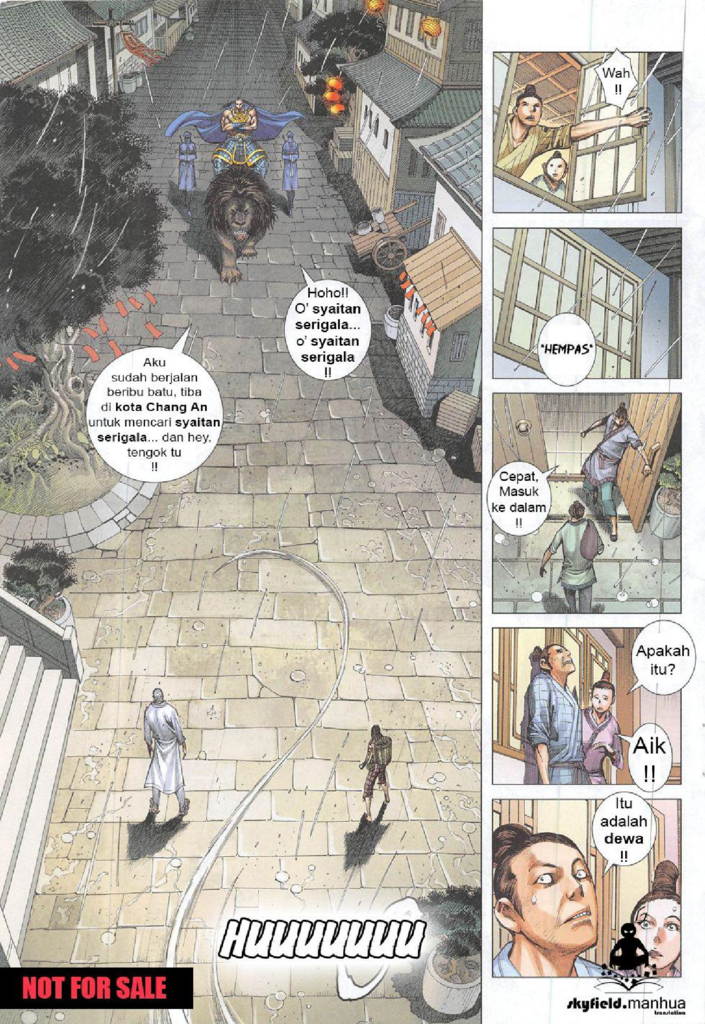 Hoho!!
O' syaitan
serigala...
o' syaitan
serigala
!!
Aku
sudah berjalan
beribu batu, tiba
di kota Chang An
untuk mencari syaitan
serigala... dan hey,
tengok tu
!!
HUUUUUUU
NOT FOR SALE
Wah
!!
*HEMPAS*
Cepat,
Masuk
ke dalam
!!
Apakah
itu?
Aik
!!
Itu
adalah
dewa
!!
skyfield.manhua
translation